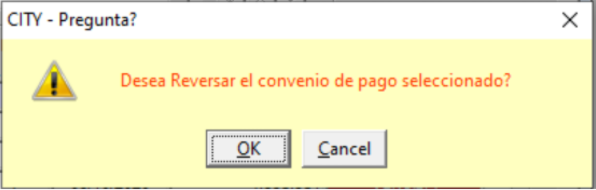 CITY - Pregunta?
Desea Reversar el convenio de pago seleccionado?
OK
Cancel